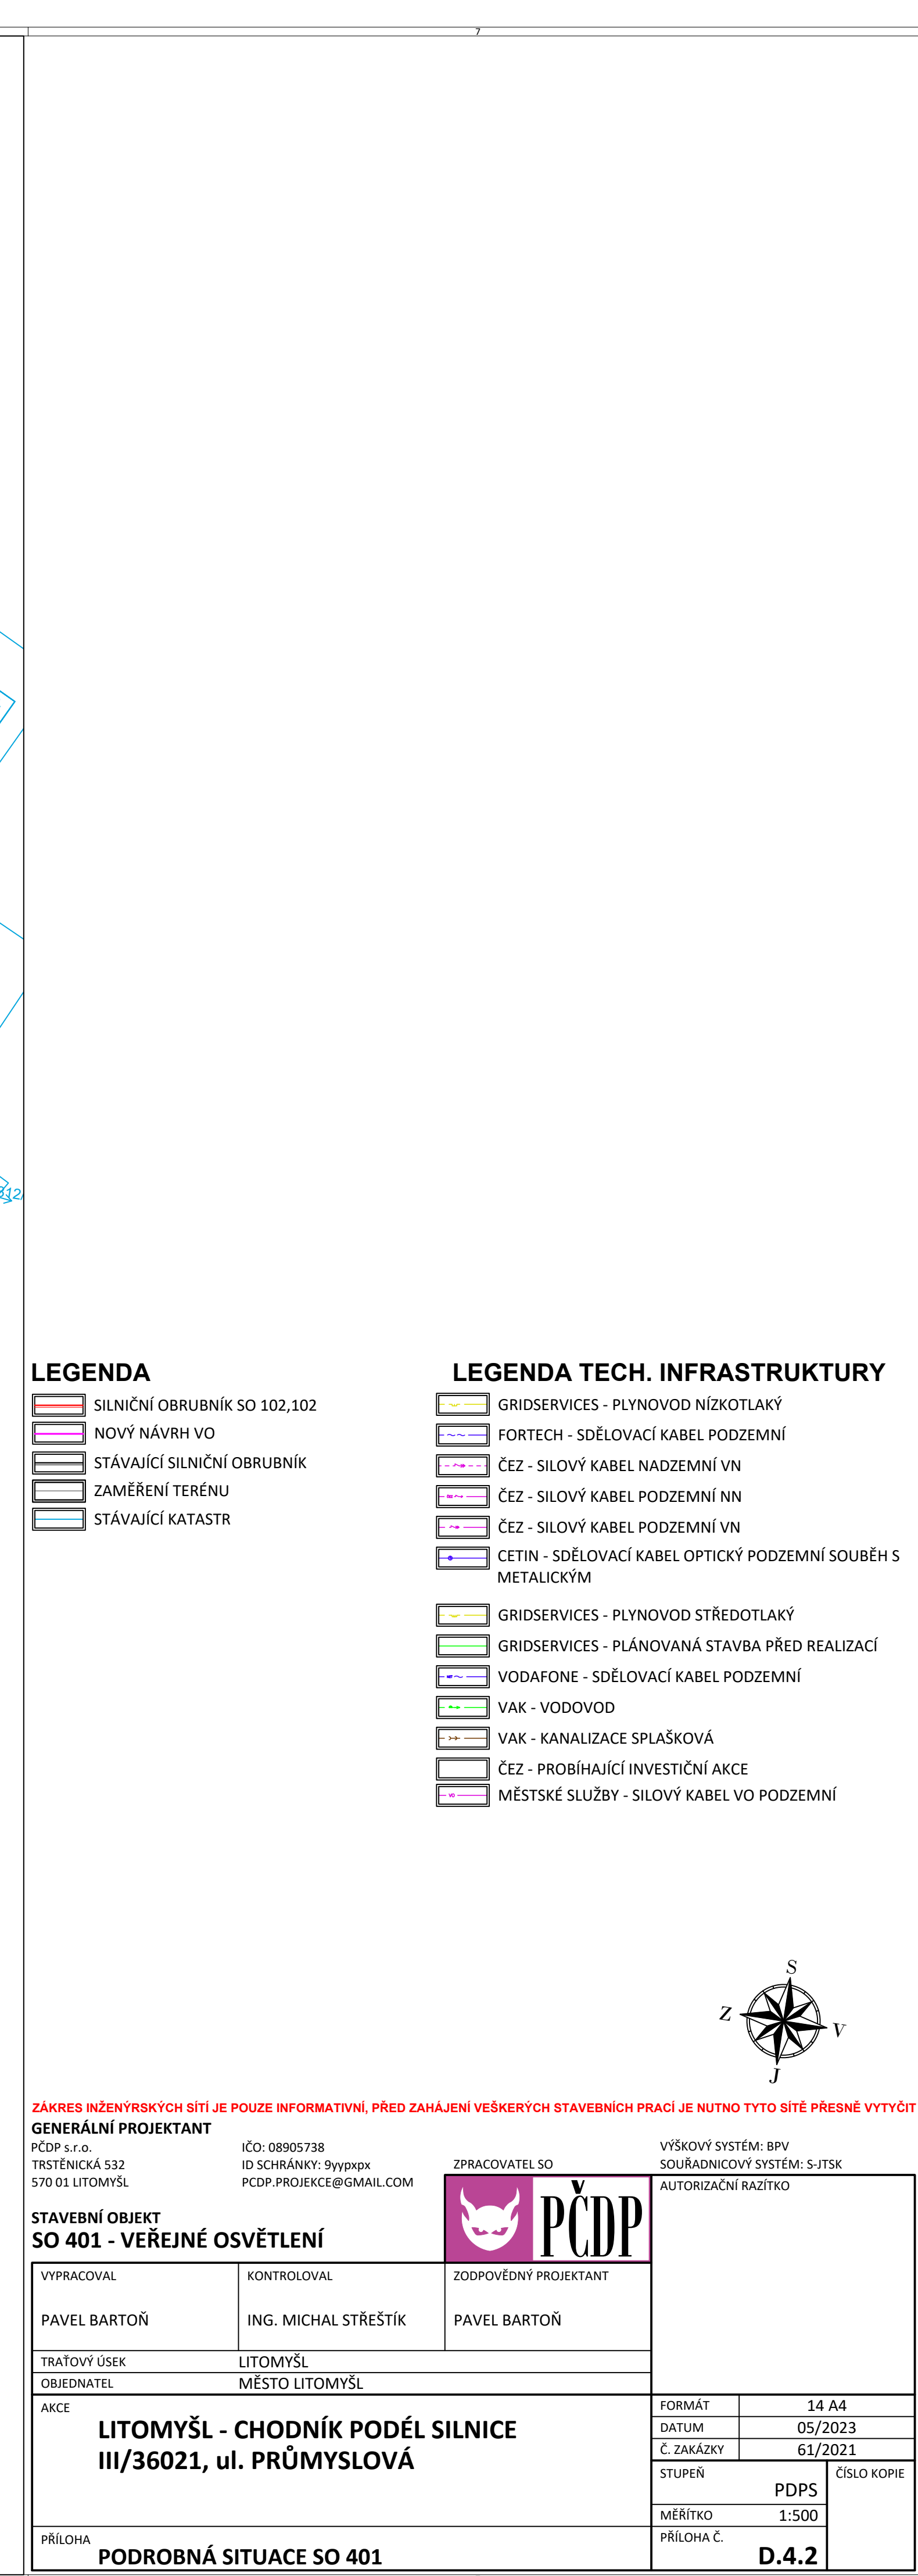 7
312/
LEGENDA
SILNIČNÍ OBRUBNÍK SO 102,102
NOVÝ NÁVRH VO
STÁVAJÍCÍ SILNIČNÍ OBRUBNÍK
ZAMĚŘENÍ TERÉNU
STÁVAJÍCÍ KATASTR
LEGENDA TECH. INFRASTRUKTURY
GRIDSERVICES - PLYNOVOD NÍZKOTLAKÝ
FORTECH - SDĚLOVACÍ KABEL PODZEMNÍ
ČEZ - SILOVÝ KABEL NADZEMNÍ VN
ČEZ - SILOVÝ KABEL PODZEMNÍ NN
ČEZ - SILOVÝ KABEL PODZEMNÍ VN
CETIN - SDĚLOVACÍ KABEL OPTICKÝ PODZEMNÍ SOUBĚH S
METALICKÝM
GRIDSERVICES - PLYNOVOD STŘEDOTLAKÝ
GRIDSERVICES - PLÁNOVANÁ STAVBA PŘED REALIZACÍ
VODAFONE - SDĚLOVACÍ KABEL PODZEMNÍ
VAK - VODOVOD
VAK - KANALIZACE SPLAŠKOVÁ
ČEZ - PROBÍHAJÍCÍ INVESTIČNÍ AKCE
VO MĚSTSKÉ SLUŽBY - SILOVÝ KABEL VO PODZEMNÍ
S
Z
V
J
ZÁKRES INŽENÝRSKÝCH SÍTÍ JE POUZE INFORMATIVNÍ, PŘED ZAHÁJENÍ VEŠKERÝCH STAVEBNÍCH PRACÍ JE NUTNO TYTO SÍTĚ PŘESNĚ VYTYČIT
GENERÁLNÍ PROJEKTANT
PČDP s.r.o.
TRSTĚNICKÁ 532
570 01 LITOMYŠL
IČO: 08905738
ID SCHRÁNKY: 9yypxpx
PCDP.PROJEKCE@GMAIL.COM
ZPRACOVATEL SO
VÝŠKOVÝ SYSTÉM: BPV
SOUŘADNICOVÝ SYSTÉM: S-JTSK
AUTORIZAČNÍ RAZÍTKO
PČDP
STAVEBNÍ OBJEKT
SO 401 - VEŘEJNÉ OSVĚTLENÍ
VYPRACOVAL
PAVEL BARTOŇ
KONTROLOVAL
ING. MICHAL STŘEŠTÍK
ZODPOVĚDNÝ PROJEKTANT
PAVEL BARTOŇ
TRAŤOVÝ ÚSEK LITOMYŠL
OBJEDNATEL MĚSTO LITOMYŠL
AKCE
LITOMYŠL - CHODNÍK PODÉL SILNICE
III/36021, ul. PRŮMYSLOVÁ
FORMÁT 14 A4
DATUM 05/2023
Č. ZAKÁZKY 61/2021
STUPEŇ
PDPS
ČÍSLO KOPIE
MĚŘÍTKO 1:500
PŘÍLOHA
PODROBNÁ SITUACE SO 401
PŘÍLOHA Č.
D.4.2